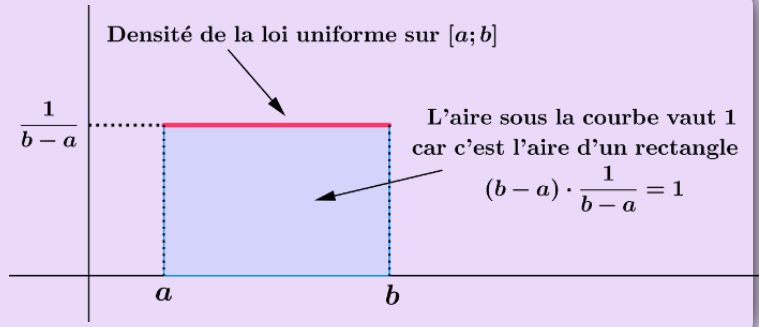 Densité de la loi uniforme sur [a; b]
1/(b − a)
L'aire sous la courbe vaut 1
car c'est l'aire d'un rectangle
(b − a) · 1/(b − a) = 1
a
b